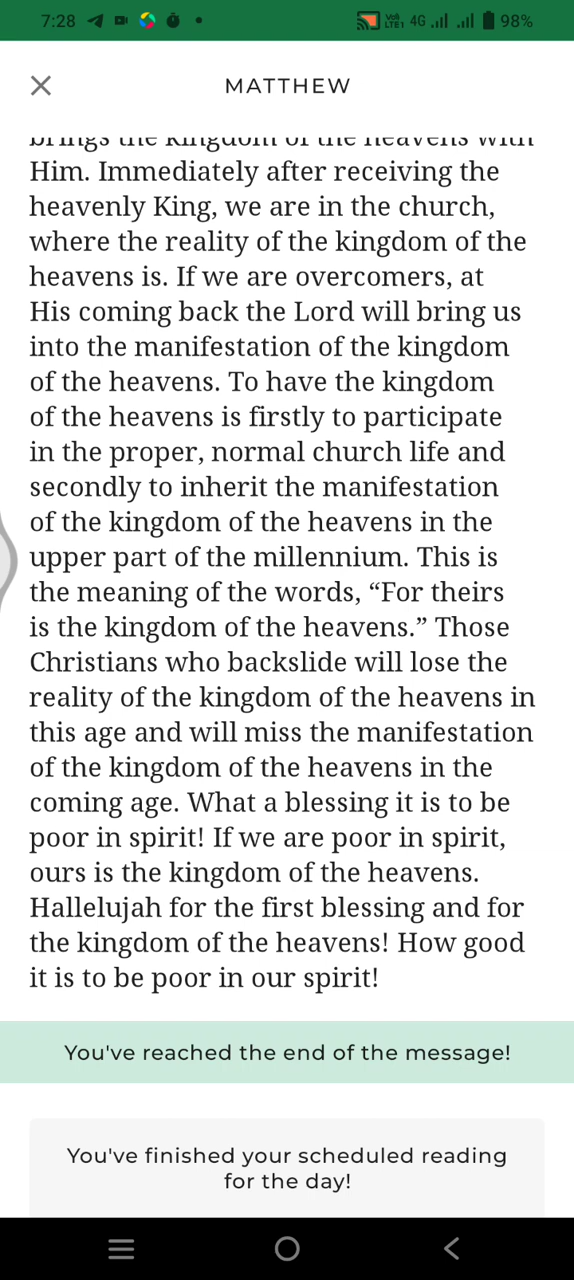 7:28
4G
98%
MATTHEW
brings the kingdom of the heavens with
Him. Immediately after receiving the
heavenly King, we are in the church,
where the reality of the kingdom of the
heavens is. If we are overcomers, at
His coming back the Lord will bring us
into the manifestation of the kingdom
of the heavens. To have the kingdom
of the heavens is firstly to participate
in the proper, normal church life and
secondly to inherit the manifestation
of the kingdom of the heavens in the
upper part of the millennium. This is
the meaning of the words, “For theirs
is the kingdom of the heavens.” Those
Christians who backslide will lose the
reality of the kingdom of the heavens in
this age and will miss the manifestation
of the kingdom of the heavens in the
coming age. What a blessing it is to be
poor in spirit! If we are poor in spirit,
ours is the kingdom of the heavens.
Hallelujah for the first blessing and for
the kingdom of the heavens! How good
it is to be poor in our spirit!
You've reached the end of the message!
You've finished your scheduled reading
for the day!